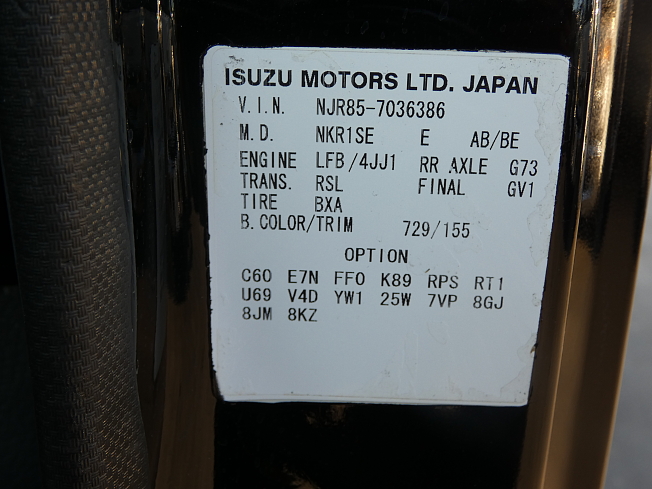 ISUZU MOTORS LTD. JAPAN
V.I.N. NJR85-7036386
M.D. NKR1SE E AB/BE
ENGINE LFB/4JJ1 RR AXLE G73
TRANS. RSL FINAL GV1
TIRE BXA
B.COLOR/TRIM 729/155
OPTION
C60 E7N FF0 K89 RPS RT1
U69 V4D YW1 25W 7VP 8GJ
8JM 8KZ